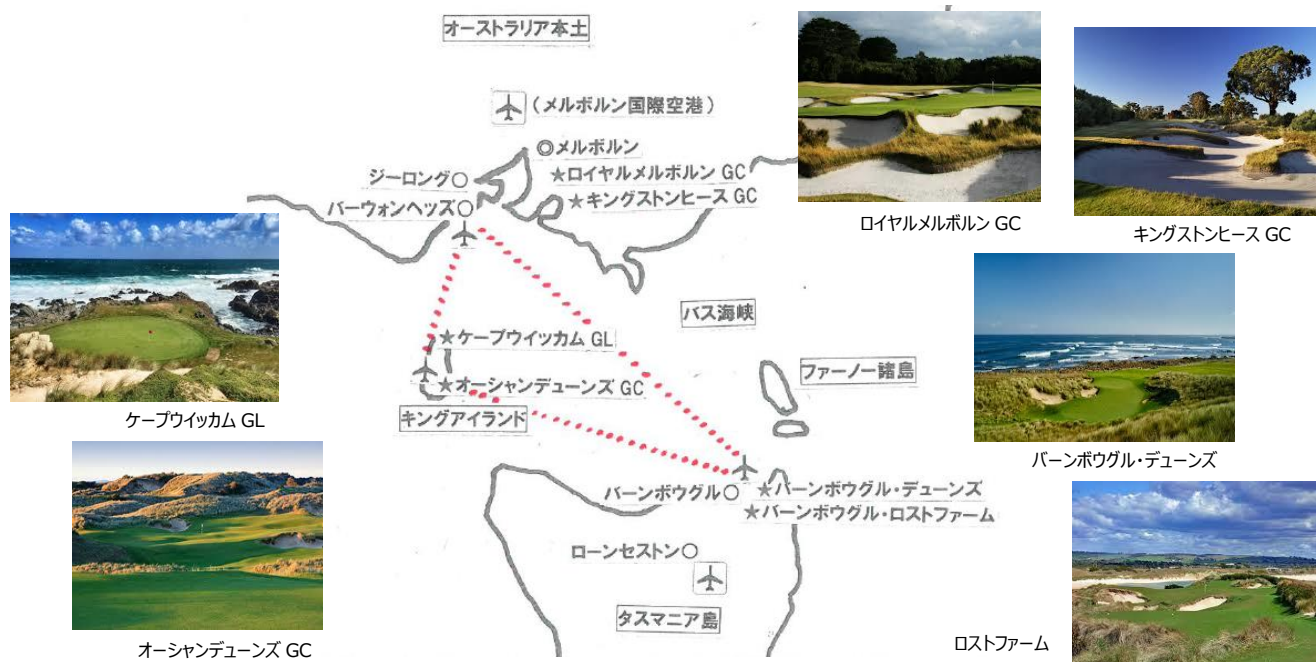 オーストラリア本土
(メルボルン国際空港)
◎メルボルン
ジーロング○
★ロイヤルメルボルン GC
バーウォンヘッズ○
★キングストンヒース GC
ロイヤルメルボルン GC
キングストンヒース GC
バス海峡
★ケープウイッカム GL
ファーノー諸島
★オーシャンデューンズ GC
キングアイランド
ケープウイッカム GL
バーンボウグル・デューンズ
バーンボウグル○
★バーンボウグル・デューンズ
★バーンボウグル・ロストファーム
ローンセストン○
タスマニア島
ロストファーム
オーシャンデューンズ GC